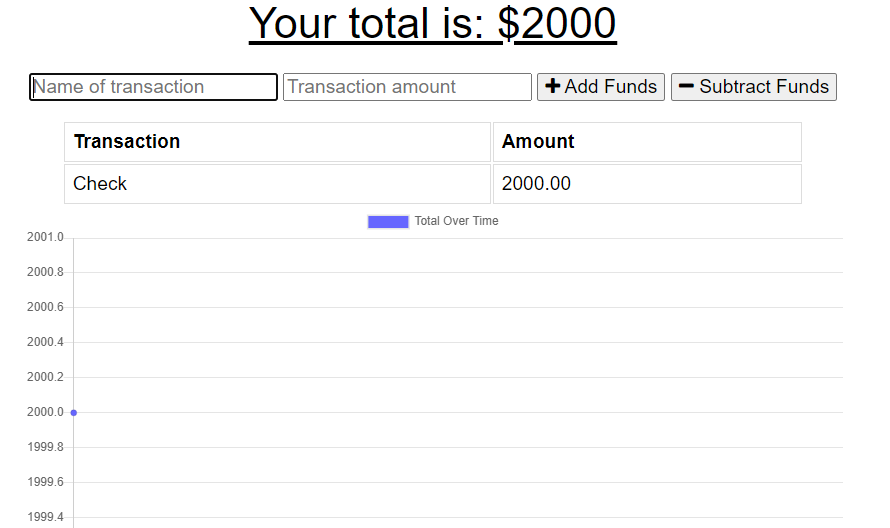 Your total is: $2000
Name of transaction Transaction amount + Add Funds − Subtract Funds
Transaction Amount
Check 2000.00
Total Over Time
2001.0
2000.8
2000.6
2000.4
2000.2
2000.0
1999.8
1999.6
1999.4